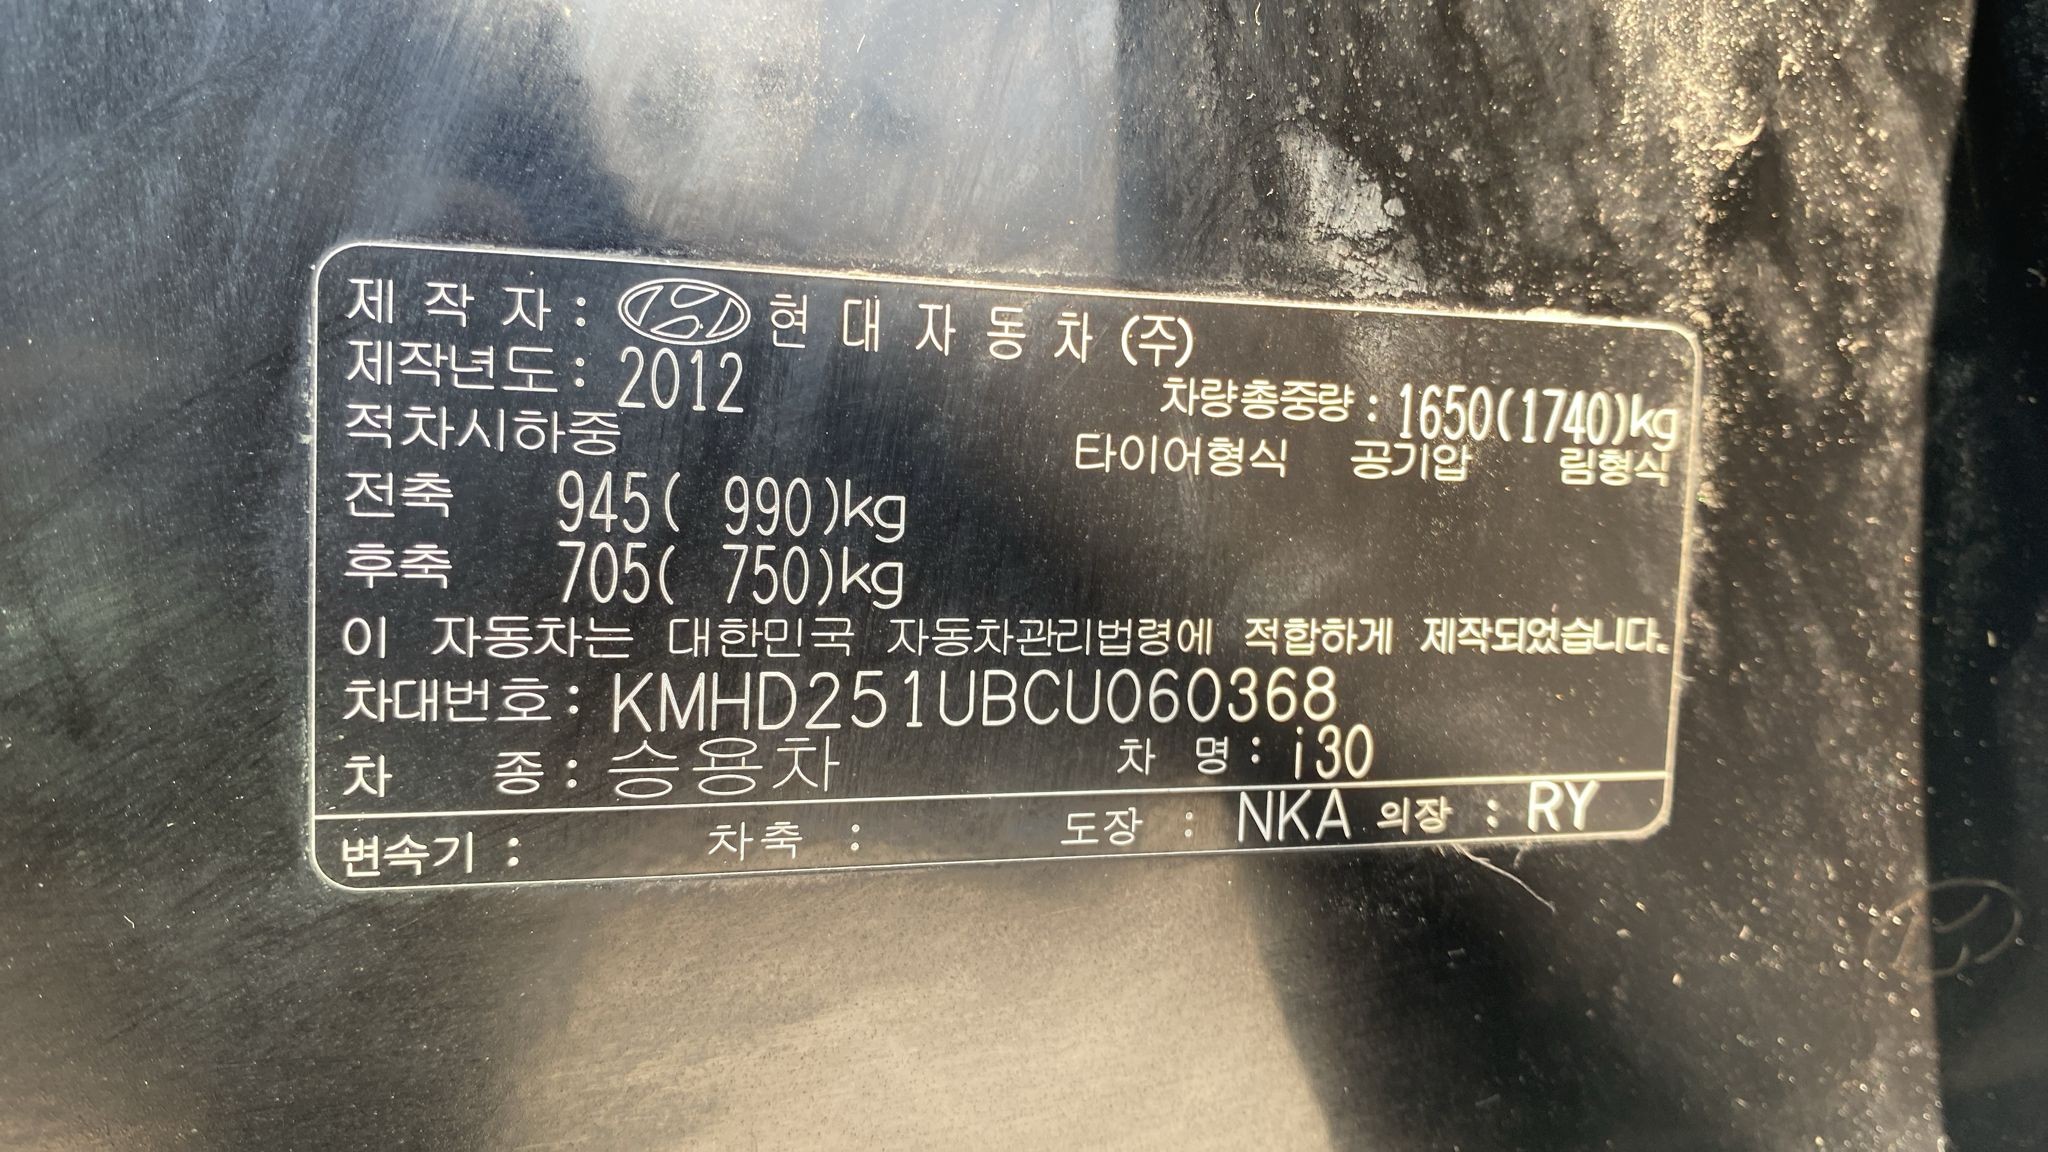 제 작 자 : 현 대 자 동 차 (주)
제작년도 : 2012
적차시하중 차량총중량 : 1650(1740)kg
타이어형식 공기압 림형식
전축 945( 990)kg
후축 705( 750)kg
이 자동차는 대한민국 자동차관리법령에 적합하게 제작되었습니다.
차대번호 : KMHD251UBCU060368
차 종 : 승용차 차 명 : i30
변속기 : 차축 : 도장 : NKA 의장 : RY